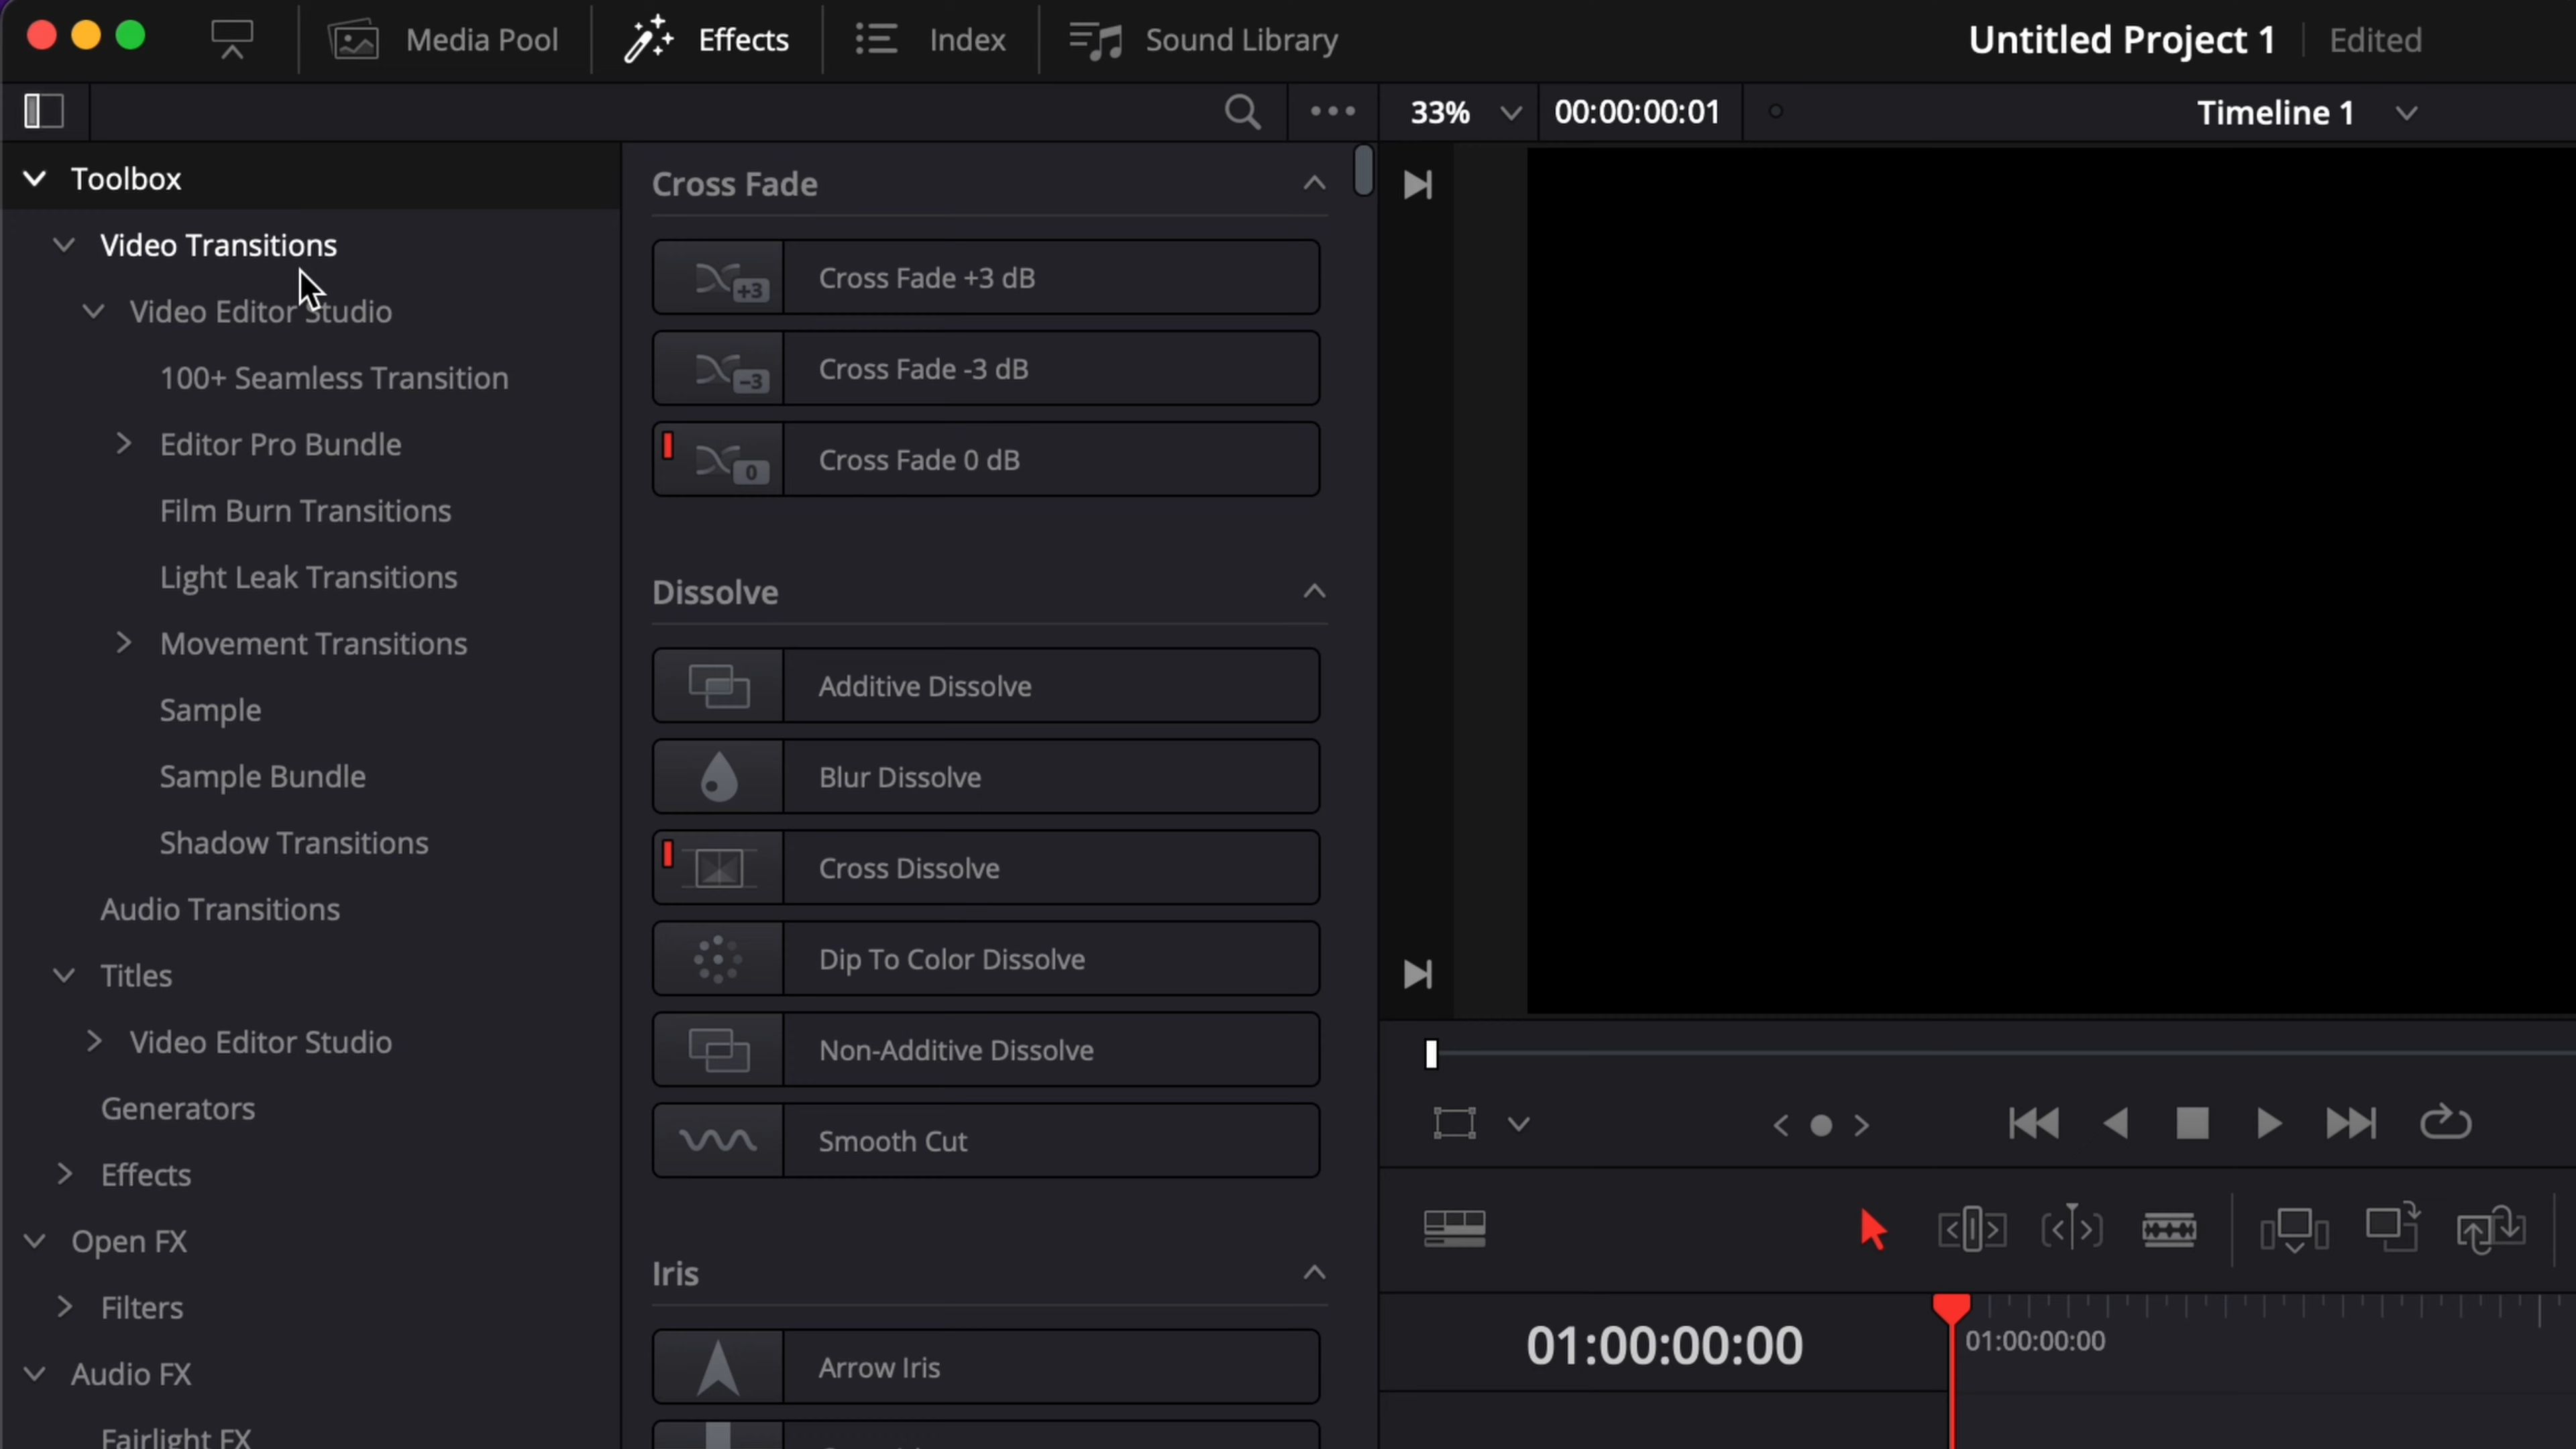 Media Pool
Effects
Index
Sound Library
Untitled Project 1
Edited
33%
00:00:00:01
Timeline 1
Toolbox
Video Transitions
Video Editor Studio
100+ Seamless Transition
Editor Pro Bundle
Film Burn Transitions
Light Leak Transitions
Movement Transitions
Sample
Sample Bundle
Shadow Transitions
Audio Transitions
Titles
Video Editor Studio
Generators
Effects
Open FX
Filters
Audio FX
Fairlight FX
Cross Fade
+3
Cross Fade +3 dB
-3
Cross Fade -3 dB
0
Cross Fade 0 dB
Dissolve
Additive Dissolve
Blur Dissolve
Cross Dissolve
Dip To Color Dissolve
Non-Additive Dissolve
Smooth Cut
Iris
Arrow Iris
01:00:00:00
01:00:00:00